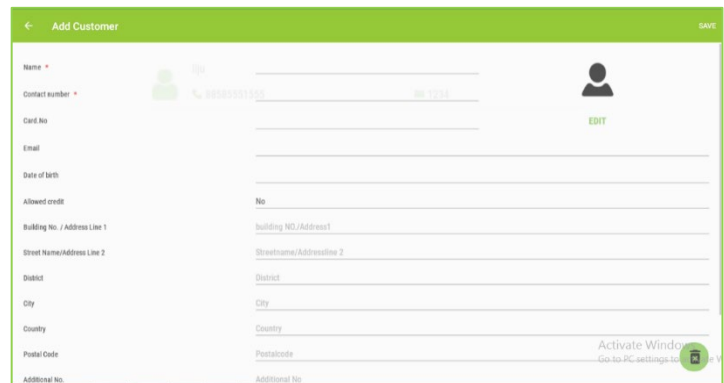 Add Customer SAVE
Name *
Contact number * 1234
Card.No EDIT
Email
Date of birth
Allowed credit No
Building No. / Address Line 1 building NO./Address1
Street Name/Address Line 2 Streetname/Addressline 2
District District
City City
Country Country
Activate Windows
Postal Code Postalcode
Go to PC settings to
Additional No. Additional No